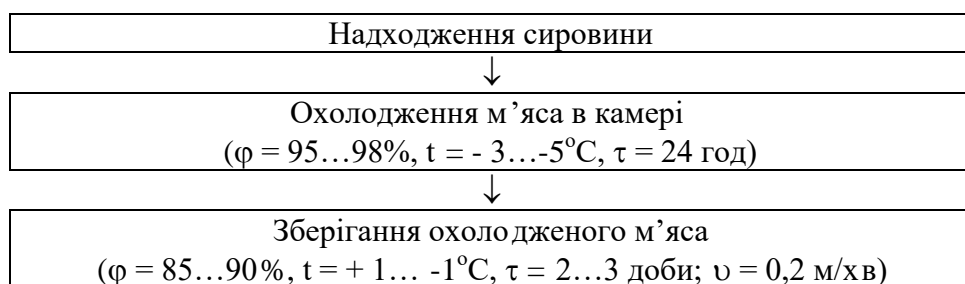 Надходження сировини
↓
Охолодження м’яса в камері
(φ = 95…98%, t = - 3…-5°С, τ = 24 год)
↓
Зберігання охолодженого м’яса
(φ = 85…90%, t = + 1… -1°С, τ = 2…3 доби; υ = 0,2 м/хв)